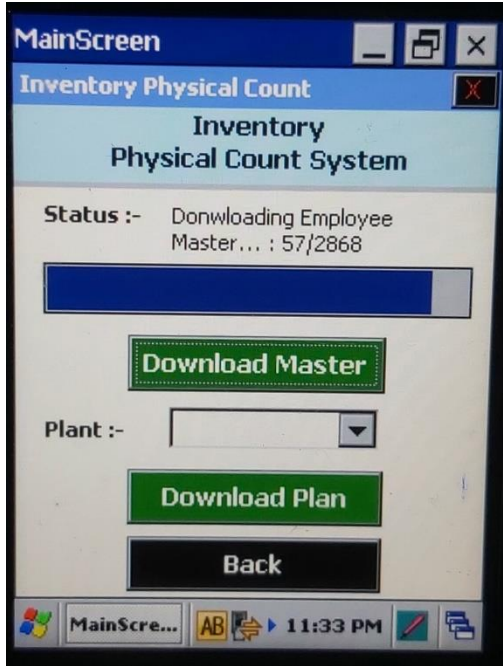 MainScreen
Inventory Physical Count
X
Inventory
Physical Count System
Status :- Donwloading Employee
Master... : 57/2868
Download Master
Plant :-
Download Plan
Back
MainScre... AB 11:33 PM